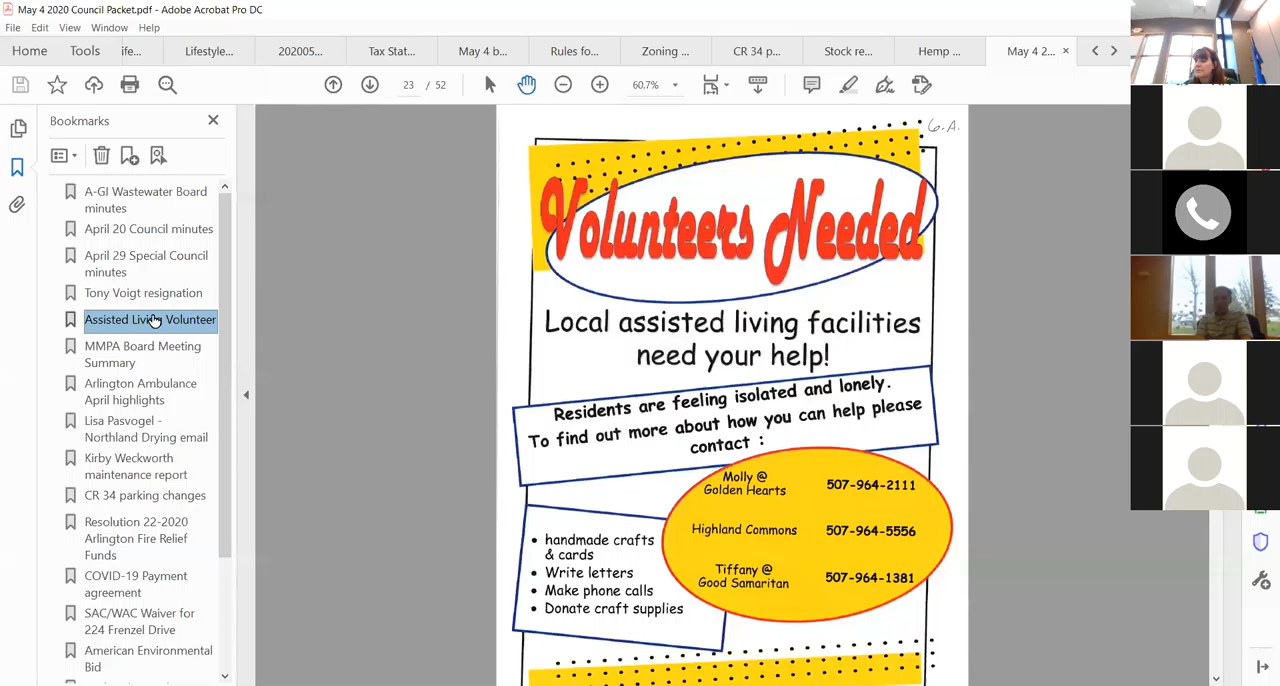 May 4 2020 Council Packet.pdf - Adobe Acrobat Pro DC
File Edit View Window Help
Home Tools ife... Lifestyle... 202005... Tax Stat... May 4 b... Rules fo... Zoning ... CR 34 p... Stock re... Hemp ... May 4 2... ×
23 / 52 60.7%
Bookmarks
A-GI Wastewater Board
minutes
April 20 Council minutes
April 29 Special Council
minutes
Tony Voigt resignation
Assisted Living Volunteer
MMPA Board Meeting
Summary
Arlington Ambulance
April highlights
Lisa Pasvogel -
Northland Drying email
Kirby Weckworth
maintenance report
CR 34 parking changes
Resolution 22-2020
Arlington Fire Relief
Funds
COVID-19 Payment
agreement
SAC/WAC Waiver for
224 Frenzel Drive
American Environmental
Bid
6.A.
Volunteers Needed
Local assisted living facilities
need your help!
Residents are feeling isolated and lonely.
To find out more about how you can help please
contact :
Molly @
Golden Hearts 507-964-2111
Highland Commons 507-964-5556
Tiffany @
Good Samaritan 507-964-1381
• handmade crafts
& cards
• Write letters
• Make phone calls
• Donate craft supplies